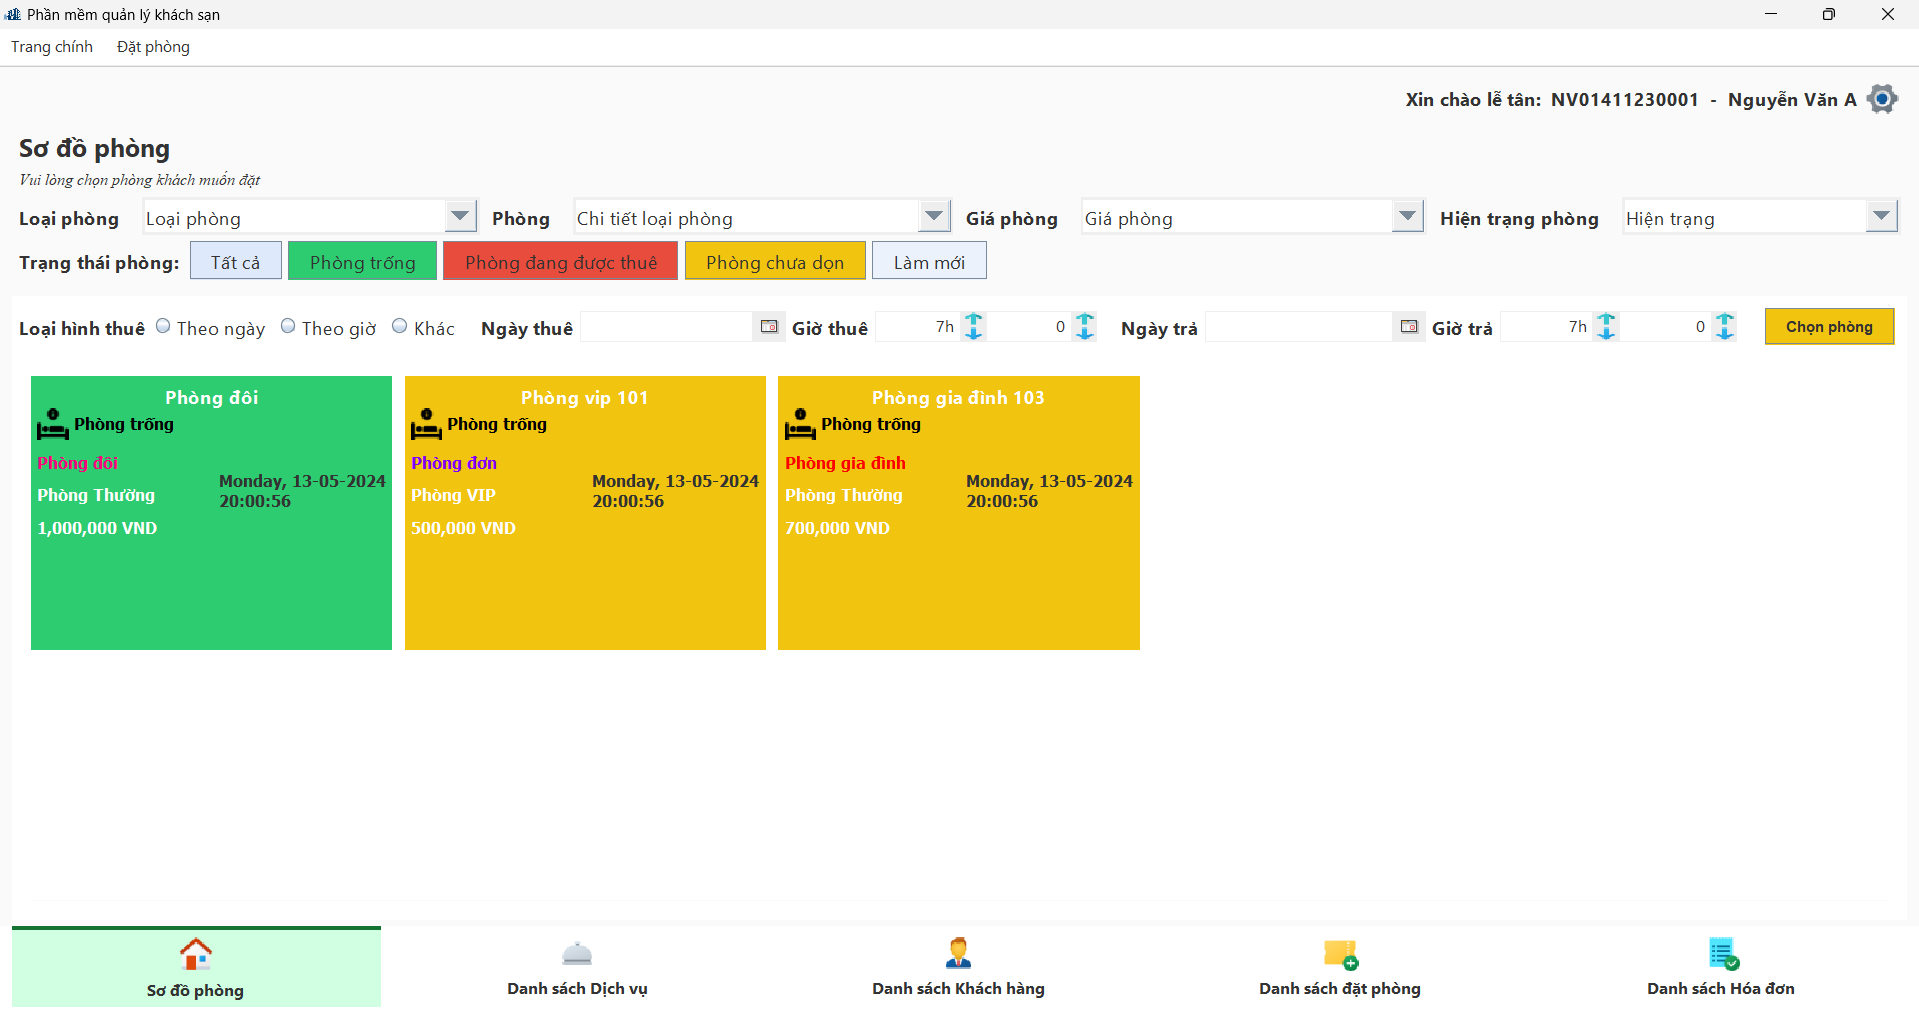 Phần mềm quản lý khách sạn
Trang chính Đặt phòng
Xin chào lễ tân: NV01411230001 - Nguyễn Văn A
Sơ đồ phòng
Vui lòng chọn phòng khách muốn đặt
Loại phòng Loại phòng Phòng Chi tiết loại phòng Giá phòng Giá phòng Hiện trạng phòng Hiện trạng
Trạng thái phòng: Tất cả Phòng trống Phòng đang được thuê Phòng chưa dọn Làm mới
Loại hình thuê Theo ngày Theo giờ Khác Ngày thuê Giờ thuê 7h 0 Ngày trả Giờ trả 7h 0 Chọn phòng
Phòng đôi
Phòng trống
Phòng đôi
Phòng Thường
1,000,000 VND
Monday, 13-05-2024
20:00:56
Phòng vip 101
Phòng trống
Phòng đơn
Phòng VIP
500,000 VND
Monday, 13-05-2024
20:00:56
Phòng gia đình 103
Phòng trống
Phòng gia đình
Phòng Thường
700,000 VND
Monday, 13-05-2024
20:00:56
Sơ đồ phòng Danh sách Dịch vụ Danh sách Khách hàng Danh sách đặt phòng Danh sách Hóa đơn